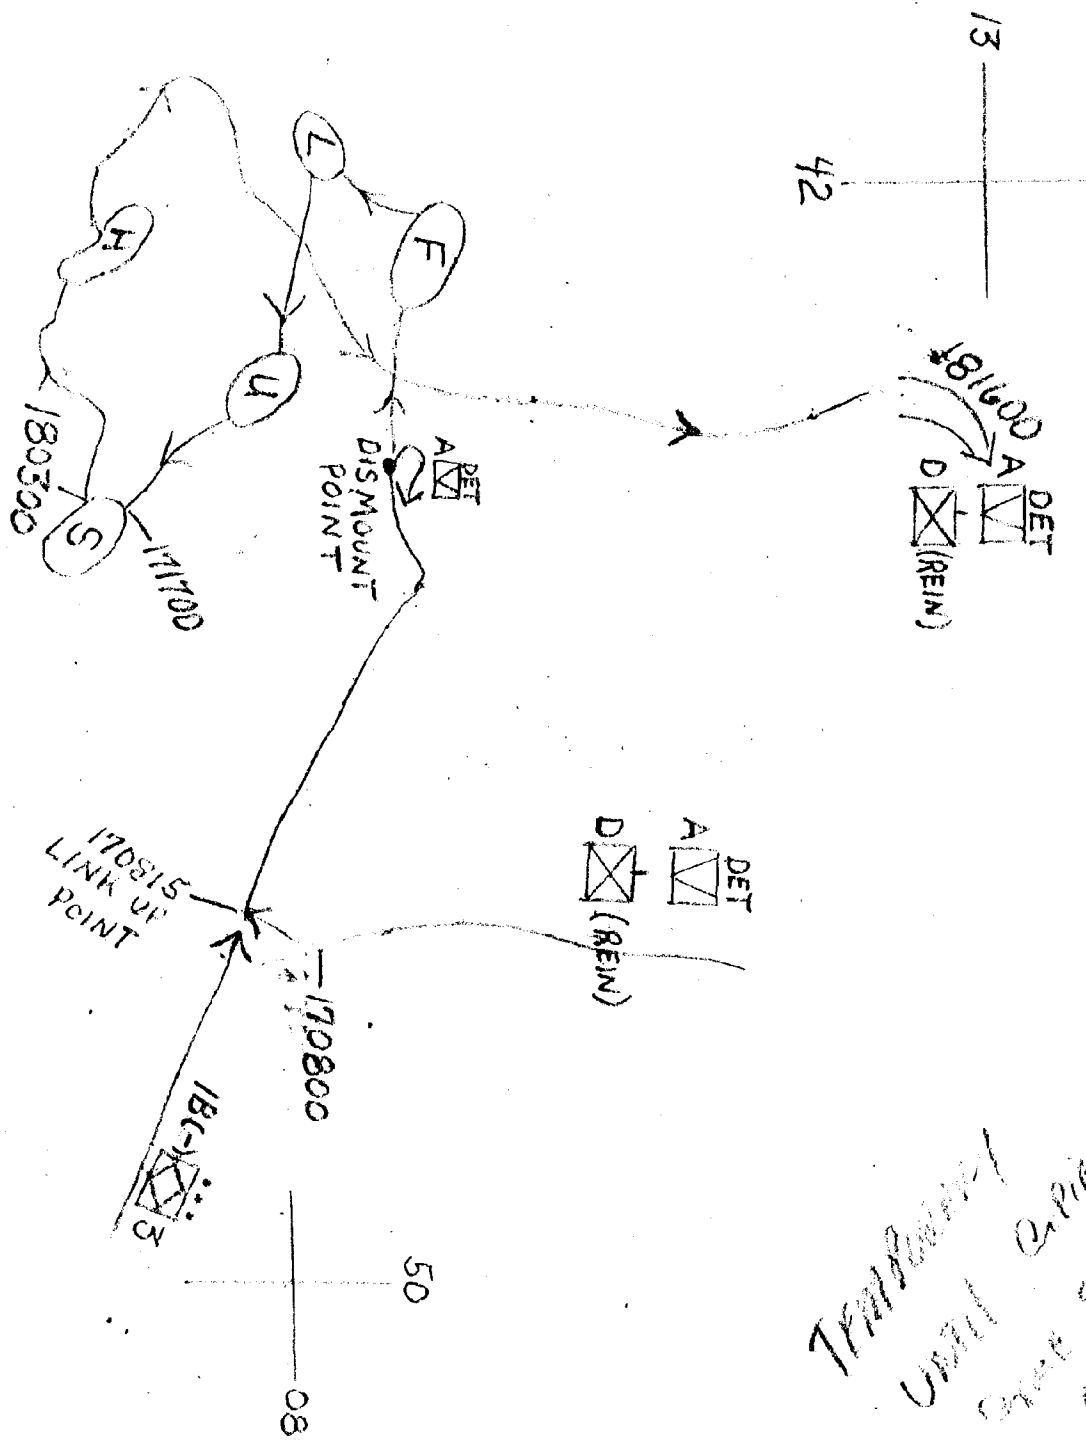 13
42
181600
A
DET
D
(REIN)
L
F
H
U
S
A
DET
DISMOUNT
POINT
180300
171700
D
(REIN)
A
DET
170815
LINK UP
POINT
170800
1B(-)
3
50
08
UNTIL